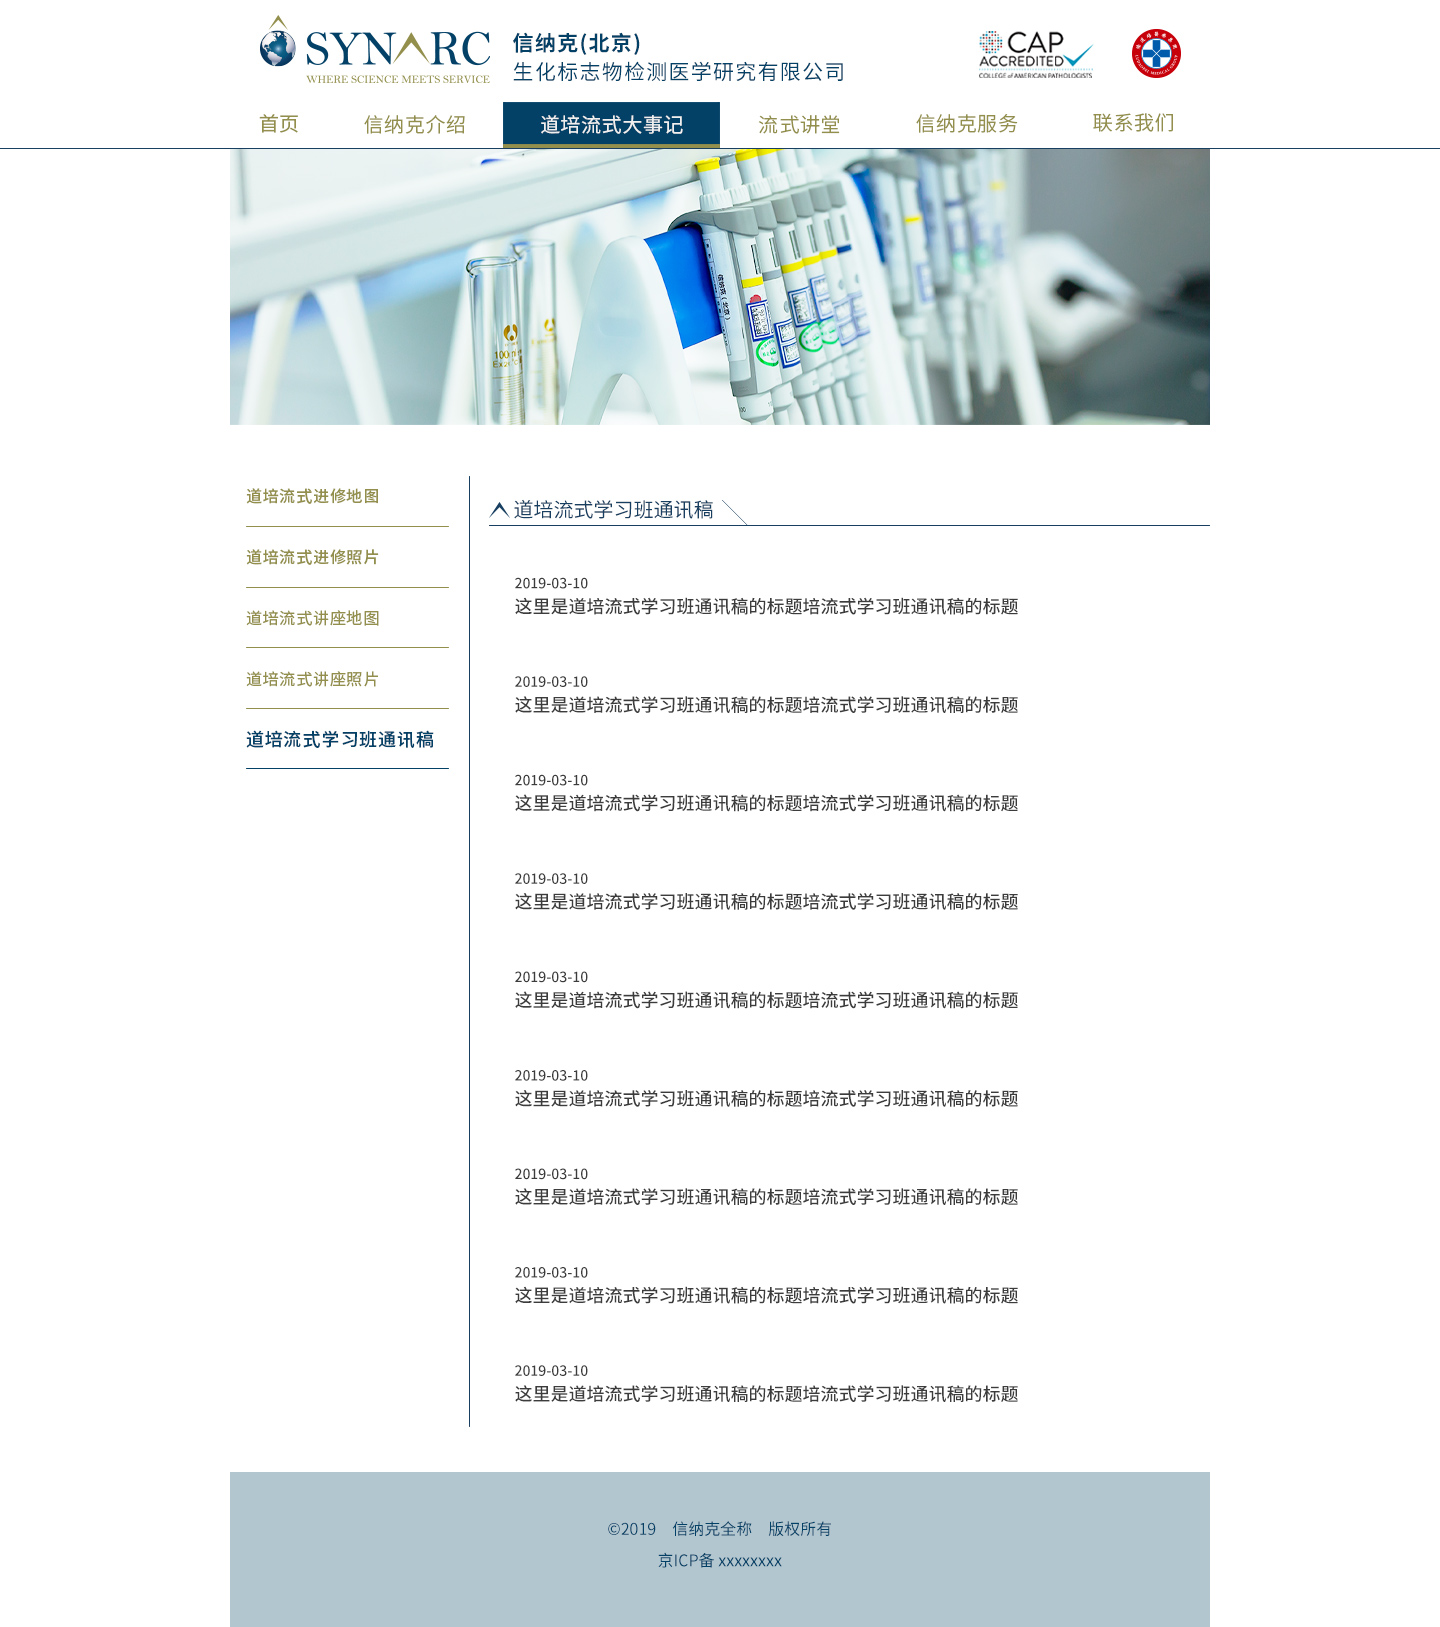 SYNARC
WHERE SCIENCE MEETS SERVICE
信纳克(北京)
生化标志物检测医学研究有限公司
CAP
ACCREDITED
COLLEGE of AMERICAN PATHOLOGISTS
首页
信纳克介绍
道培流式大事记
流式讲堂
信纳克服务
联系我们
道培流式进修地图
道培流式进修照片
道培流式讲座地图
道培流式讲座照片
道培流式学习班通讯稿
道培流式学习班通讯稿
2019-03-10
这里是道培流式学习班通讯稿的标题培流式学习班通讯稿的标题
2019-03-10
这里是道培流式学习班通讯稿的标题培流式学习班通讯稿的标题
2019-03-10
这里是道培流式学习班通讯稿的标题培流式学习班通讯稿的标题
2019-03-10
这里是道培流式学习班通讯稿的标题培流式学习班通讯稿的标题
2019-03-10
这里是道培流式学习班通讯稿的标题培流式学习班通讯稿的标题
2019-03-10
这里是道培流式学习班通讯稿的标题培流式学习班通讯稿的标题
2019-03-10
这里是道培流式学习班通讯稿的标题培流式学习班通讯稿的标题
2019-03-10
这里是道培流式学习班通讯稿的标题培流式学习班通讯稿的标题
2019-03-10
这里是道培流式学习班通讯稿的标题培流式学习班通讯稿的标题
©2019 信纳克全称 版权所有
京ICP备 xxxxxxxx